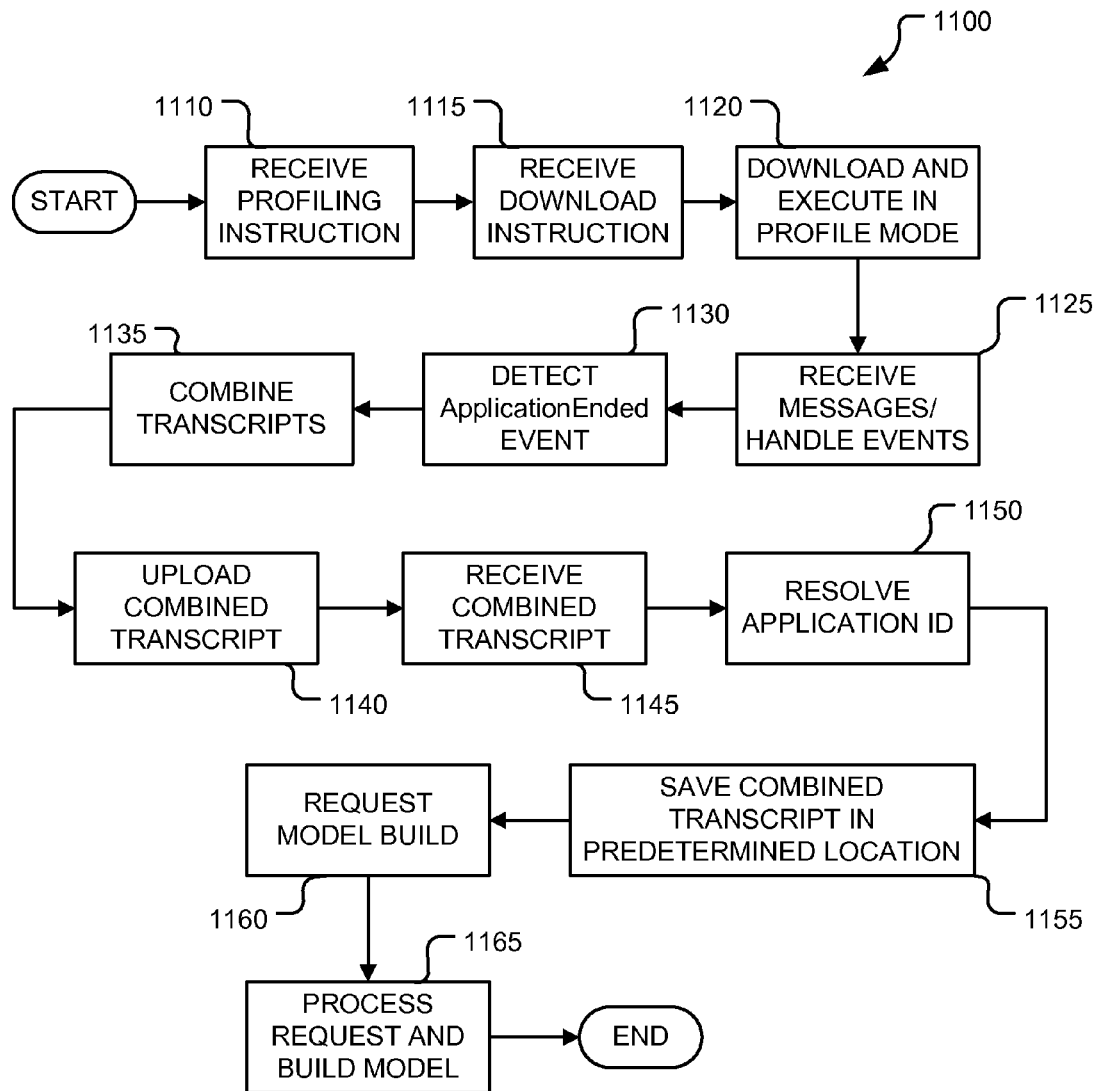 1100
1110
1115
1120
START
RECEIVE
PROFILING
INSTRUCTION
RECEIVE
DOWNLOAD
INSTRUCTION
DOWNLOAD AND
EXECUTE IN
PROFILE MODE
1125
1130
1135
RECEIVE
MESSAGES/
HANDLE EVENTS
DETECT
ApplicationEnded
EVENT
COMBINE
TRANSCRIPTS
1150
UPLOAD
COMBINED
TRANSCRIPT
RECEIVE
COMBINED
TRANSCRIPT
RESOLVE
APPLICATION ID
1140
1145
SAVE COMBINED
TRANSCRIPT IN
PREDETERMINED LOCATION
REQUEST
MODEL BUILD
1160
1155
1165
PROCESS
REQUEST AND
BUILD MODEL
END